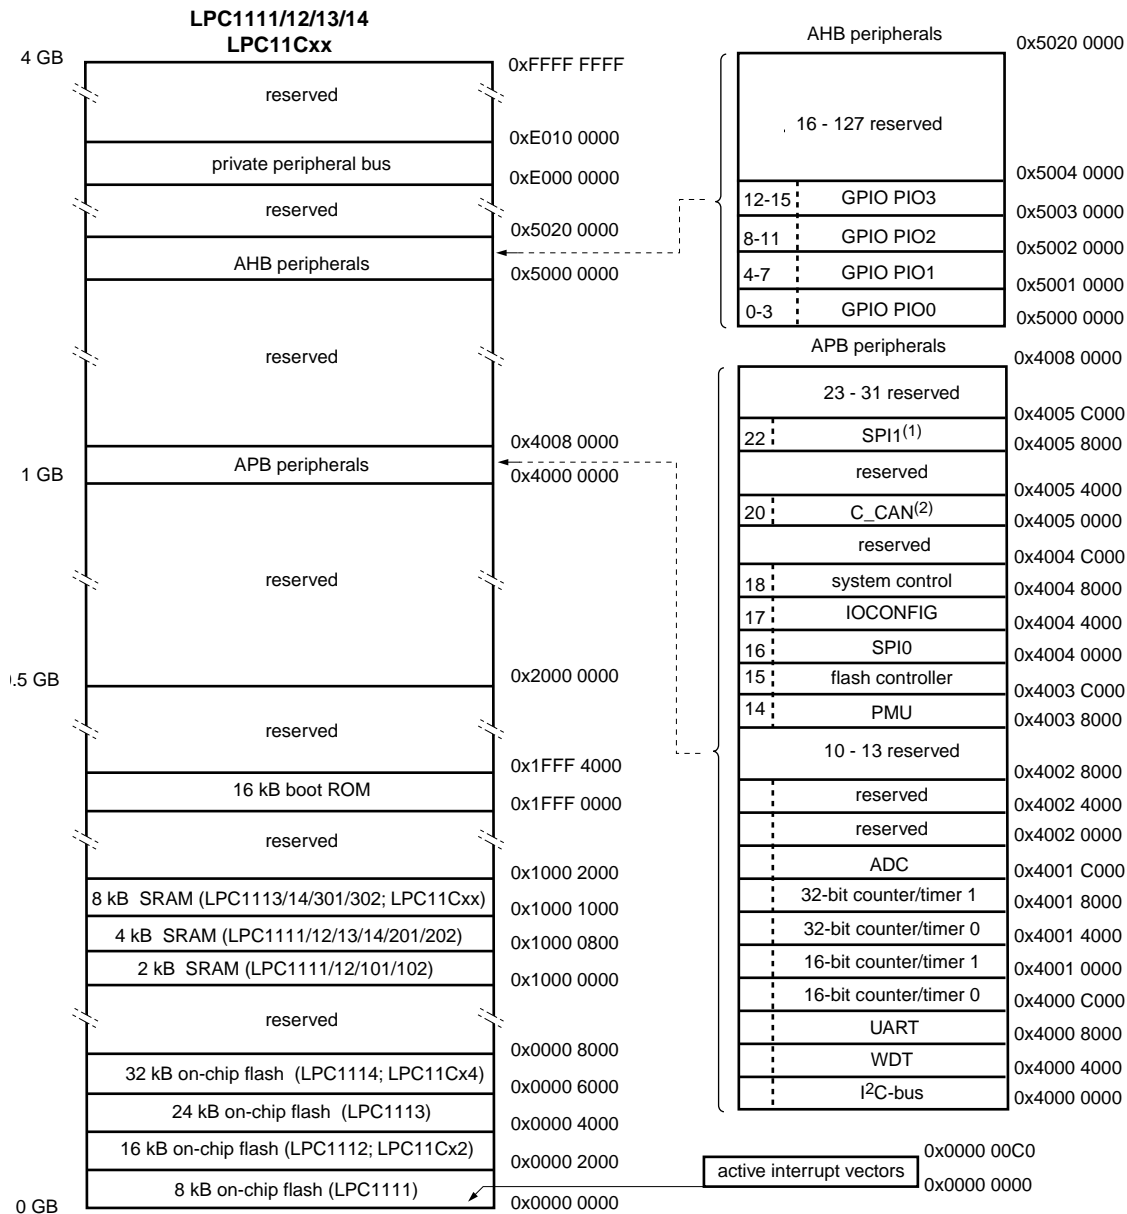 LPC1111/12/13/14
LPC11Cxx
4 GB
0xFFFF FFFF
reserved
0xE010 0000
private peripheral bus
0xE000 0000
reserved
0x5020 0000
AHB peripherals
0x5000 0000
reserved
0x4008 0000
APB peripherals
1 GB
0x4000 0000
reserved
.5 GB
0x2000 0000
reserved
0x1FFF 4000
16 kB boot ROM
0x1FFF 0000
reserved
0x1000 2000
8 kB SRAM (LPC1113/14/301/302; LPC11Cxx)
0x1000 1000
4 kB SRAM (LPC1111/12/13/14/201/202)
0x1000 0800
2 kB SRAM (LPC1111/12/101/102)
0x1000 0000
reserved
0x0000 8000
32 kB on-chip flash (LPC1114; LPC11Cx4)
0x0000 6000
24 kB on-chip flash (LPC1113)
0x0000 4000
16 kB on-chip flash (LPC1112; LPC11Cx2)
0x0000 2000
8 kB on-chip flash (LPC1111)
0 GB
0x0000 0000
AHB peripherals
0x5020 0000
16 - 127 reserved
0x5004 0000
12-15 GPIO PIO3
0x5003 0000
8-11 GPIO PIO2
0x5002 0000
4-7 GPIO PIO1
0x5001 0000
0-3 GPIO PIO0
0x5000 0000
APB peripherals
0x4008 0000
23 - 31 reserved
0x4005 C000
22 SPI1(1)
0x4005 8000
reserved
0x4005 4000
20 C_CAN(2)
0x4005 0000
reserved
0x4004 C000
18 system control
0x4004 8000
17 IOCONFIG
0x4004 4000
16 SPI0
0x4004 0000
15 flash controller
0x4003 C000
14 PMU
0x4003 8000
10 - 13 reserved
0x4002 8000
reserved
0x4002 4000
reserved
0x4002 0000
ADC
0x4001 C000
32-bit counter/timer 1
0x4001 8000
32-bit counter/timer 0
0x4001 4000
16-bit counter/timer 1
0x4001 0000
16-bit counter/timer 0
0x4000 C000
UART
0x4000 8000
WDT
0x4000 4000
I2C-bus
0x4000 0000
0x0000 00C0
active interrupt vectors
0x0000 0000